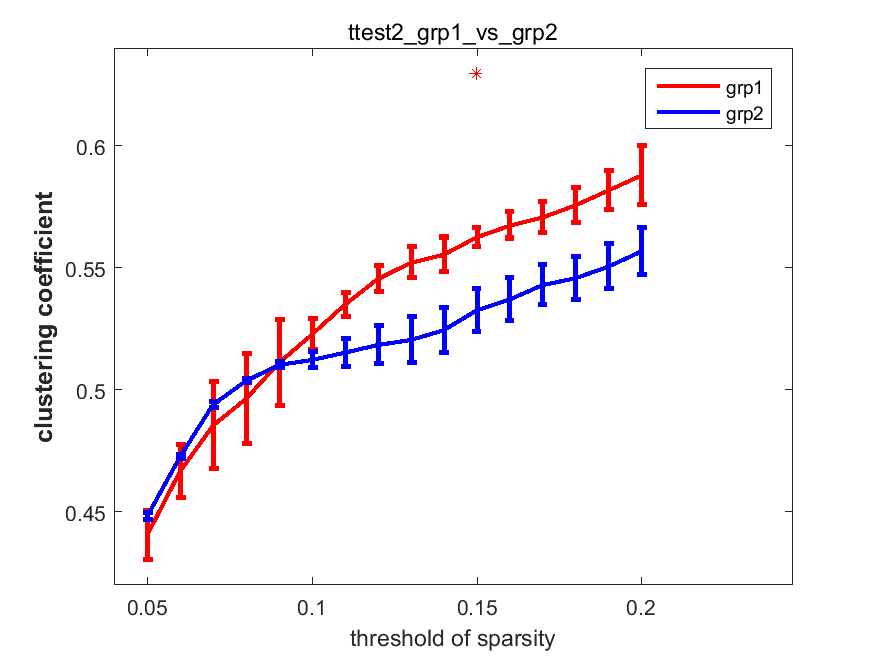 ttest2_grp1_vs_grp2
*
grp1
grp2
0.6
0.55
0.5
0.45
clustering coefficient
0.05
0.1
0.15
0.2
threshold of sparsity